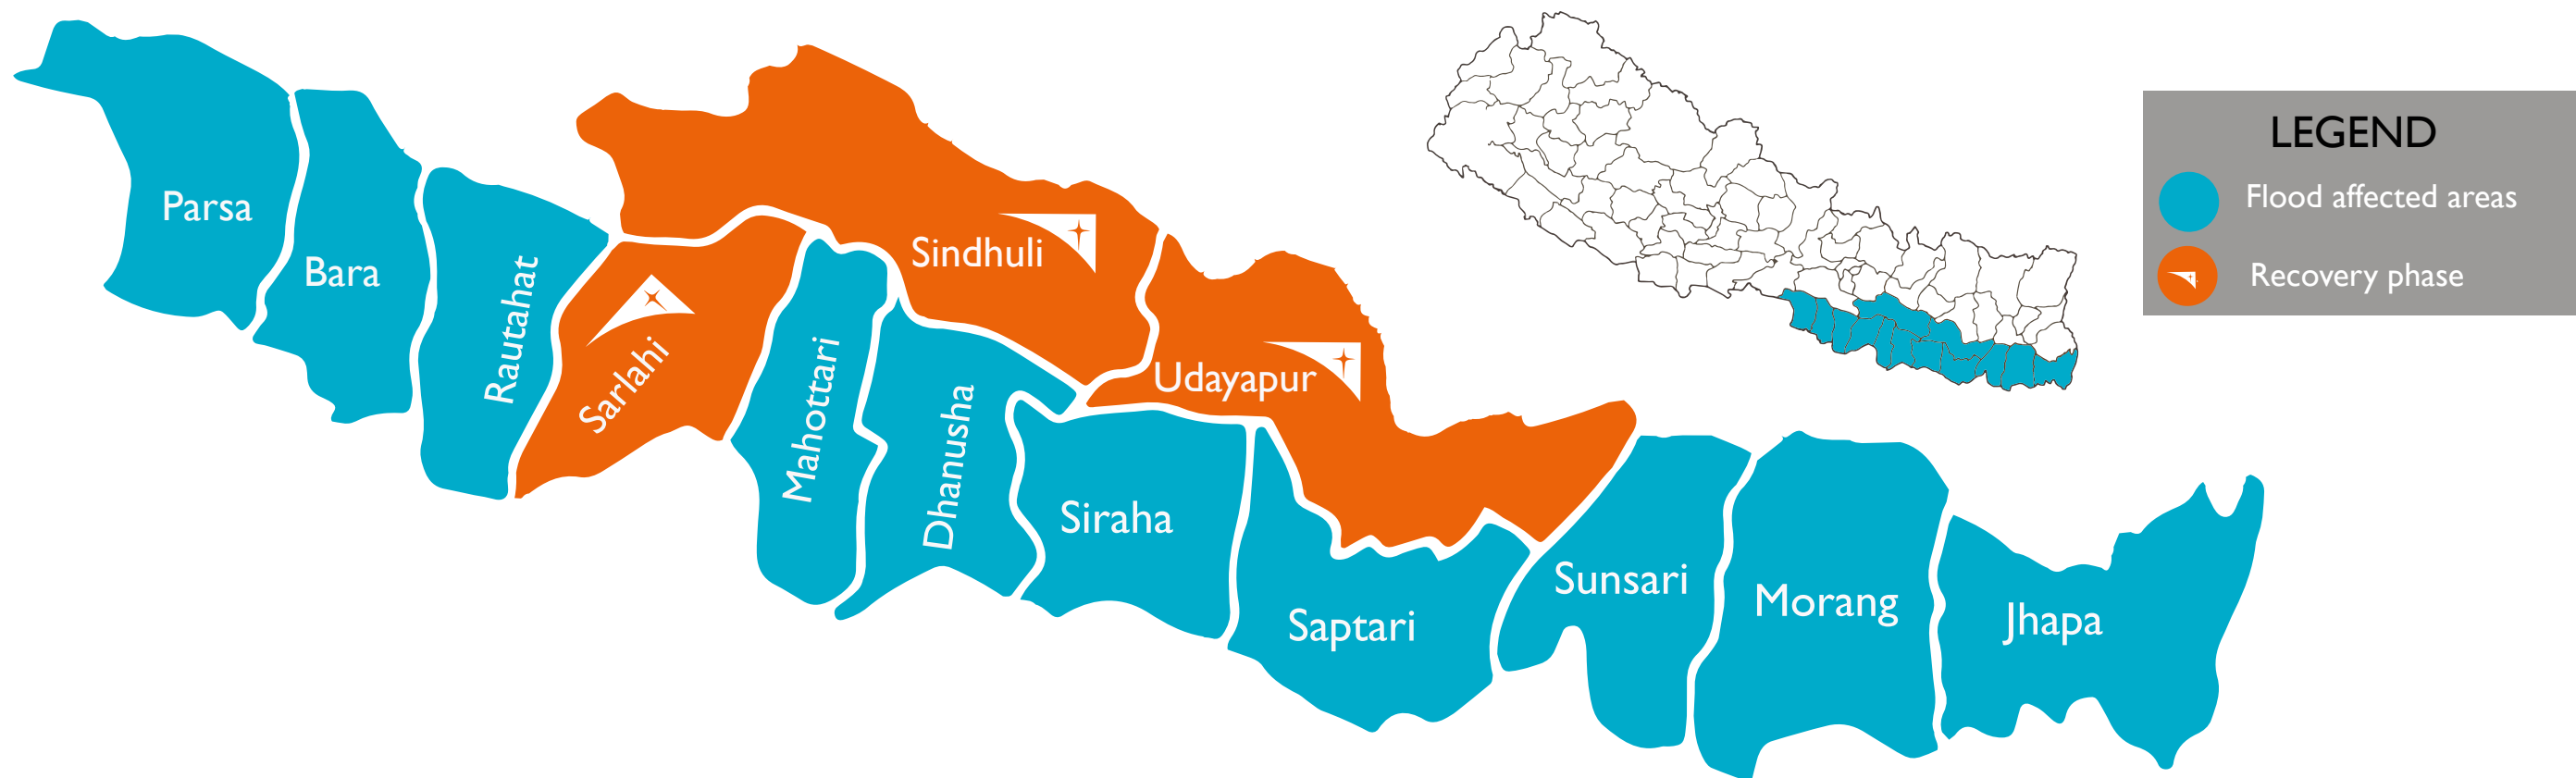 LEGEND
Flood affected areas
Recovery phase
Parsa
Bara
Rautahat
Sarlahi
Sindhuli
Mahottari
Dhanusha
Udayapur
Siraha
Saptari
Sunsari
Morang
Jhapa